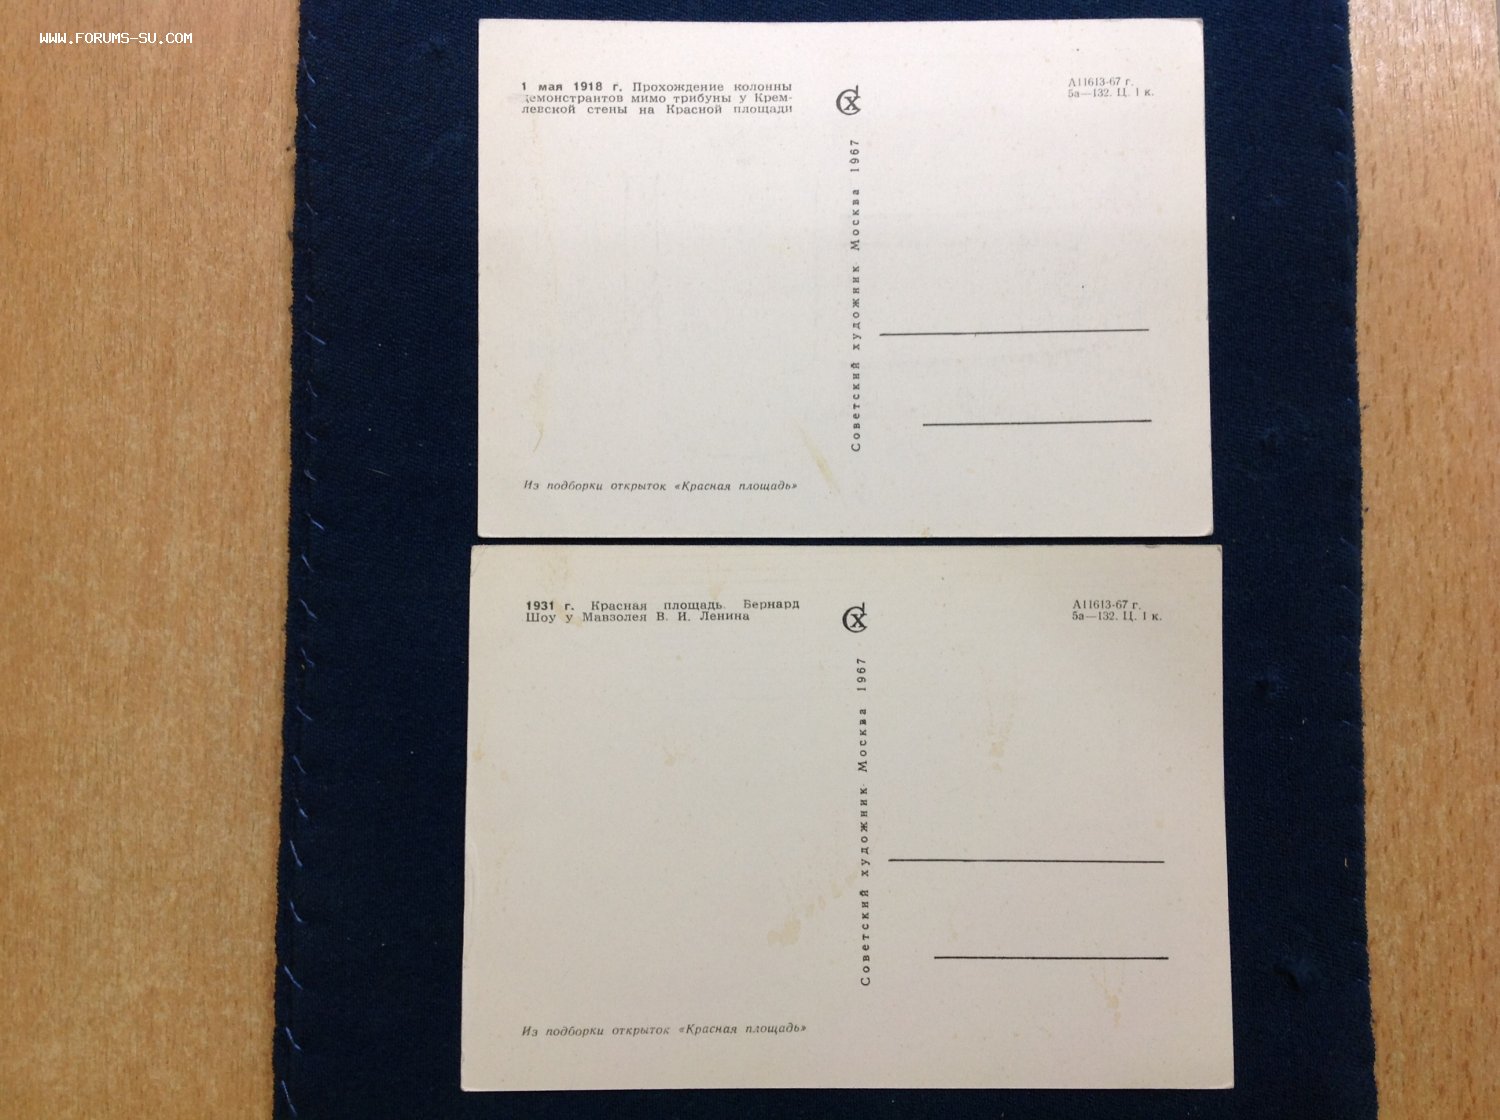 WWW.FORUMS-SU.COM
1 мая 1918 г. Прохождение колонны
демонстрантов мимо трибуны у Крем-
левской стены на Красной площади
СХ
А11613-67 г.
5а—132. Ц. 1 к.
Советский художник Москва 1967
Из подборки открыток «Красная площадь»
1931 г. Красная площадь. Бернард
Шоу у Мавзолея В. И. Ленина
СХ
А11613-67 г.
5а—132. Ц. 1 к.
Советский художник Москва 1967
Из подборки открыток «Красная площадь»